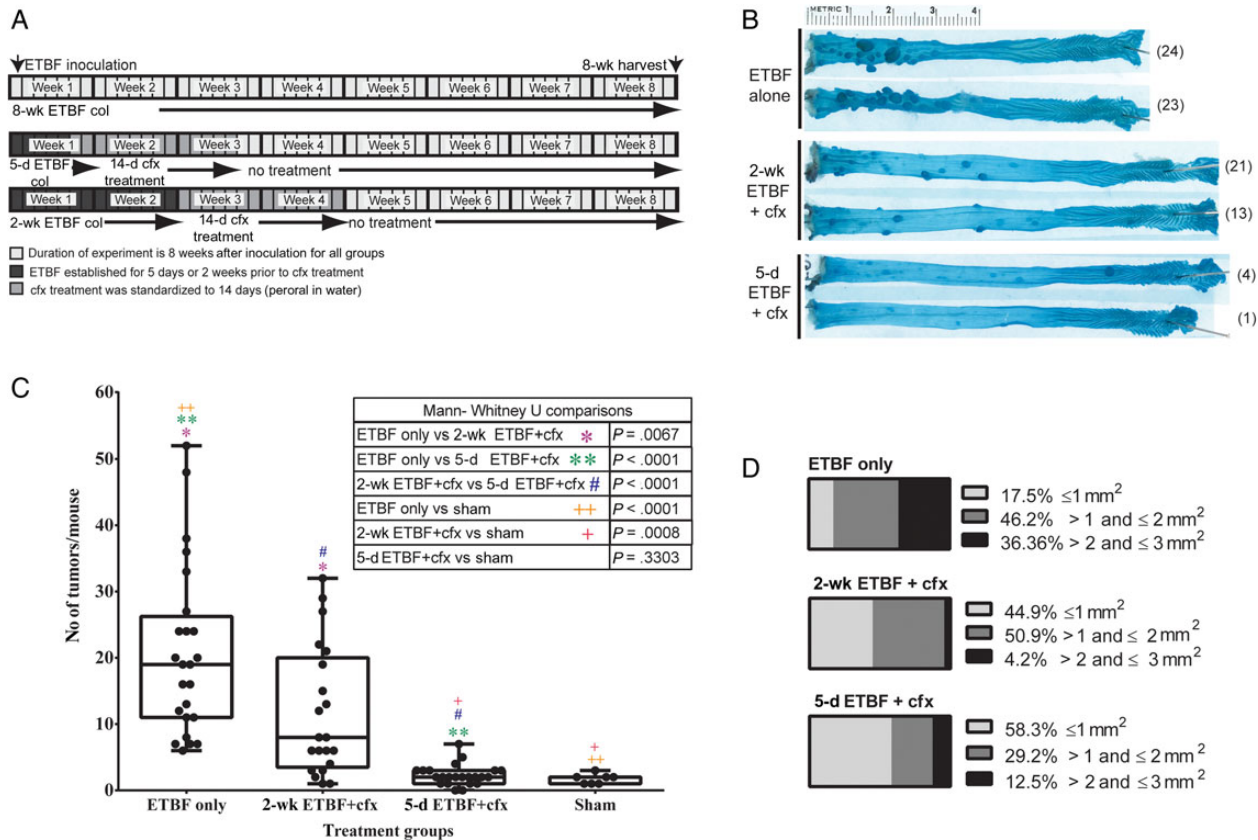 A
ETBF inoculation
8-wk harvest
Week 1 Week 2 Week 3 Week 4 Week 5 Week 6 Week 7 Week 8
8-wk ETBF col
Week 1 Week 2 Week 3 Week 4 Week 5 Week 6 Week 7 Week 8
5-d ETBF col
14-d cfx treatment
no treatment
Week 1 Week 2 Week 3 Week 4 Week 5 Week 6 Week 7 Week 8
2-wk ETBF col
14-d cfx treatment
no treatment
Duration of experiment is 8 weeks after inoculation for all groups
ETBF established for 5 days or 2 weeks prior to cfx treatment
cfx treatment was standardized to 14 days (peroral in water)
B
METRIC 1 2 3 4
ETBF alone
(24)
(23)
2-wk ETBF + cfx
(21)
(13)
5-d ETBF + cfx
(4)
(1)
C
No of tumors/mouse
60
50
40
30
20
10
0
++
**
*
#
*
+
#
**
+
++
Mann- Whitney U comparisons
ETBF only vs 2-wk ETBF+cfx * P = .0067
ETBF only vs 5-d ETBF+cfx ** P < .0001
2-wk ETBF+cfx vs 5-d ETBF+cfx # P < .0001
ETBF only vs sham ++ P < .0001
2-wk ETBF+cfx vs sham + P = .0008
5-d ETBF+cfx vs sham P = .3303
ETBF only 2-wk ETBF+cfx 5-d ETBF+cfx Sham
Treatment groups
D
ETBF only
17.5% ≤1 mm²
46.2% > 1 and ≤ 2 mm²
36.36% > 2 and ≤ 3 mm²
2-wk ETBF + cfx
44.9% ≤1 mm²
50.9% > 1 and ≤ 2 mm²
4.2% > 2 and ≤ 3 mm²
5-d ETBF + cfx
58.3% ≤1 mm²
29.2% > 1 and ≤ 2 mm²
12.5% > 2 and ≤ 3 mm²